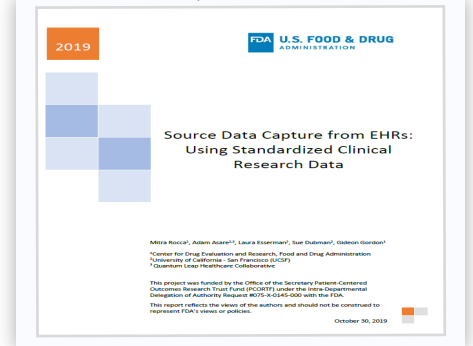 2019
FDA U.S. FOOD & DRUG
ADMINISTRATION
Source Data Capture from EHRs:
Using Standardized Clinical
Research Data
Mitra Rocca¹, Adam Asare²,³, Laura Esserman², Sue Dubman², Gideon Gordon¹
¹Center for Drug Evaluation and Research, Food and Drug Administration
²University of California - San Francisco (UCSF)
³ Quantum Leap Healthcare Collaborative
This project was funded by the Office of the Secretary Patient-Centered
Outcomes Research Trust Fund (PCORTF) under the Intra-Departmental
Delegation of Authority Request #075-X-0145-000 with the FDA.
This report reflects the views of the authors and should not be construed to
represent FDA's views or policies.
October 30, 2019